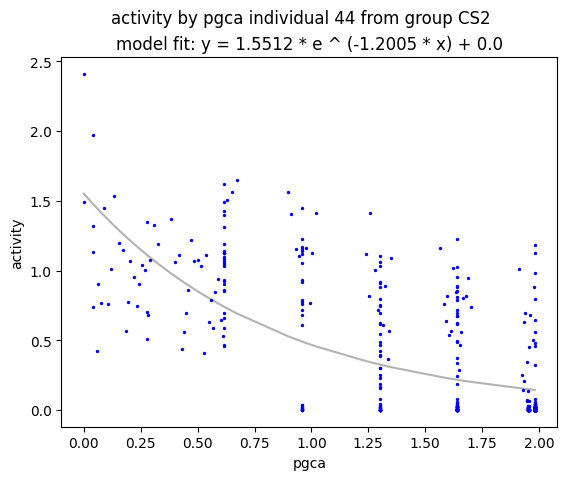 activity by pgca individual 44 from group CS2
model fit: y = 1.5512 * e ^ (-1.2005 * x) + 0.0
2.5
2.0
1.5
1.0
0.5
0.0
activity
0.00 0.25 0.50 0.75 1.00 1.25 1.50 1.75 2.00
pgca